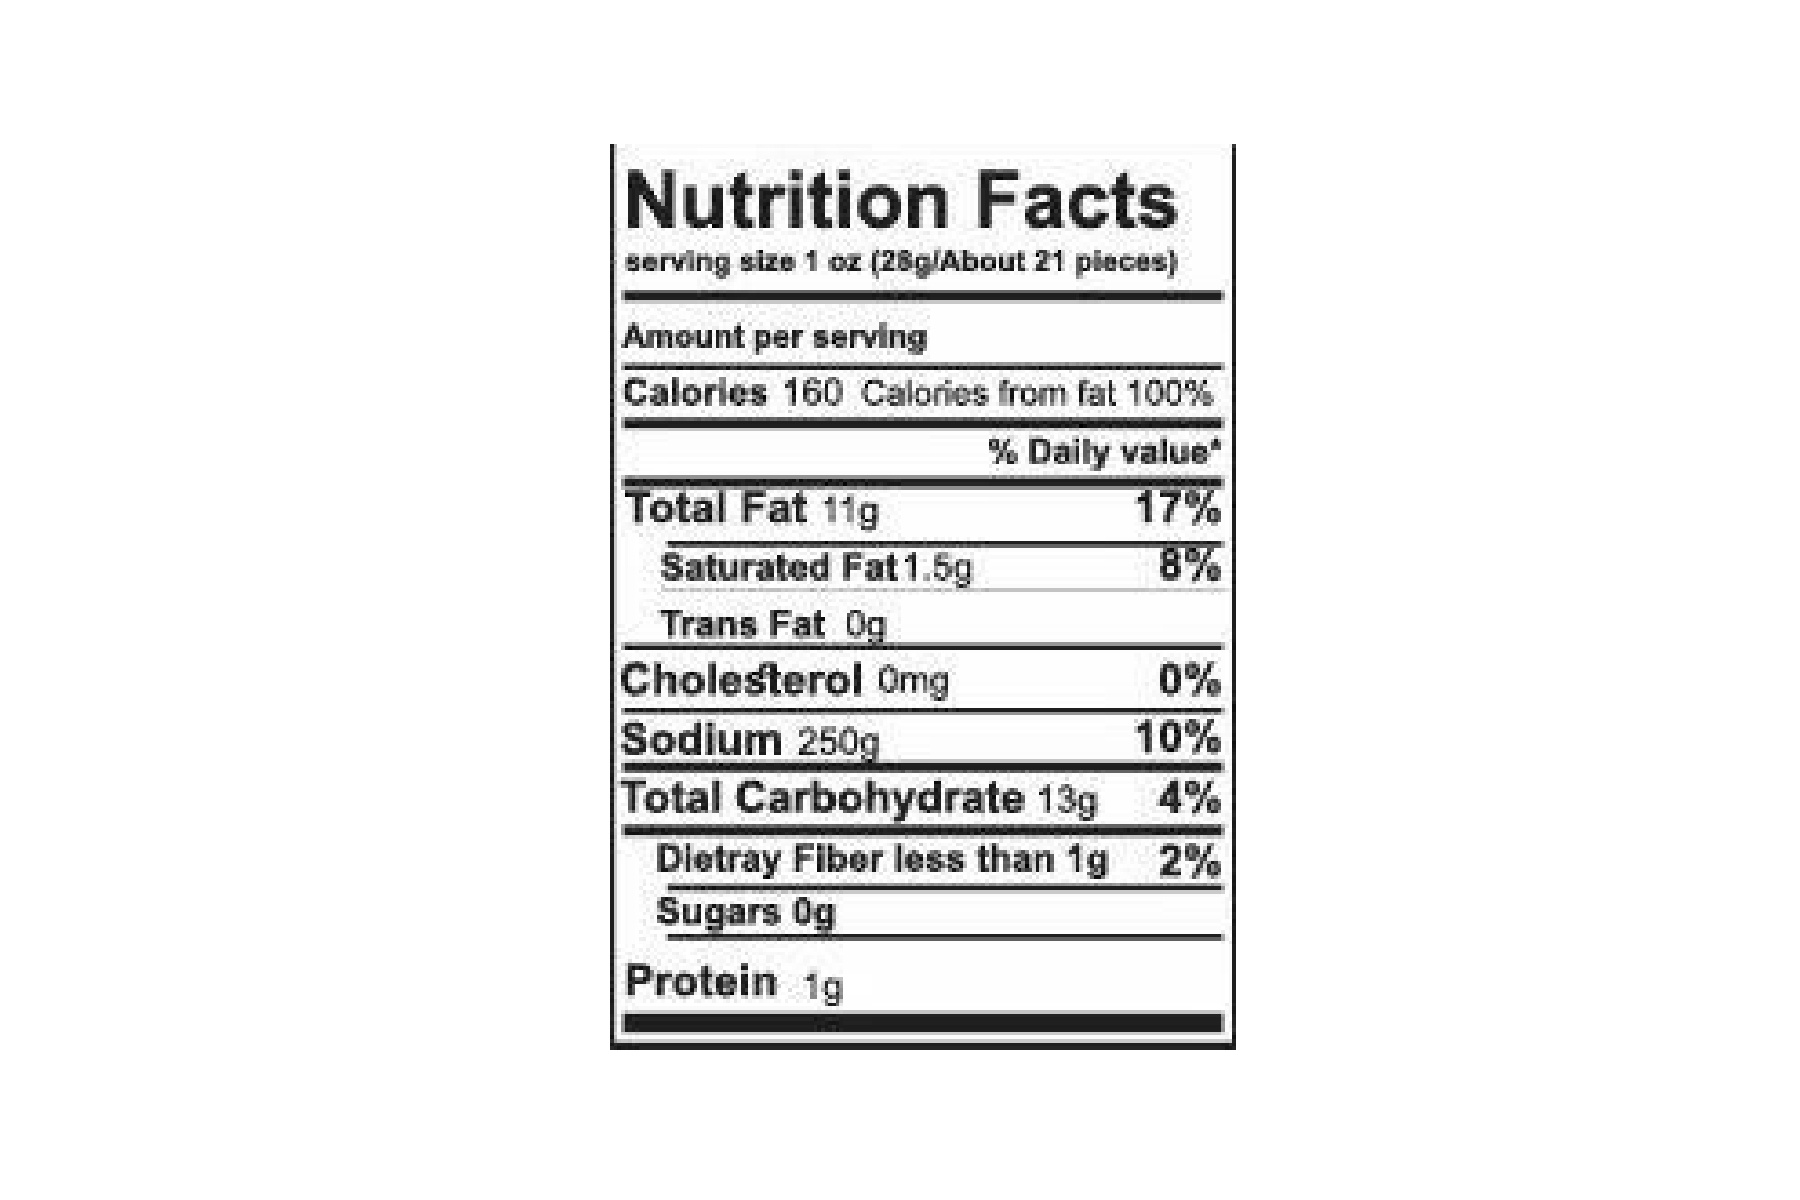 Nutrition Facts
serving size 1 oz (28g/About 21 pieces)
Amount per serving
Calories 160 Calories from fat 100%
% Daily value*
Total Fat 11g 17%
Saturated Fat 1.5g 8%
Trans Fat 0g
Cholesterol 0mg 0%
Sodium 250g 10%
Total Carbohydrate 13g 4%
Dietray Fiber less than 1g 2%
Sugars 0g
Protein 1g